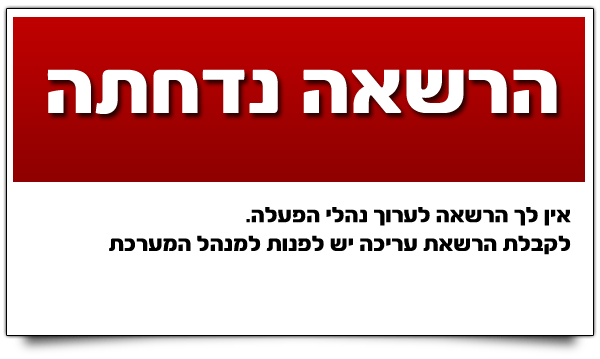 הרשאה נדחתה
אין לך הרשאה לערוך נהלי הפעלה.
לקבלת הרשאת עריכה יש לפנות למנהל המערכת